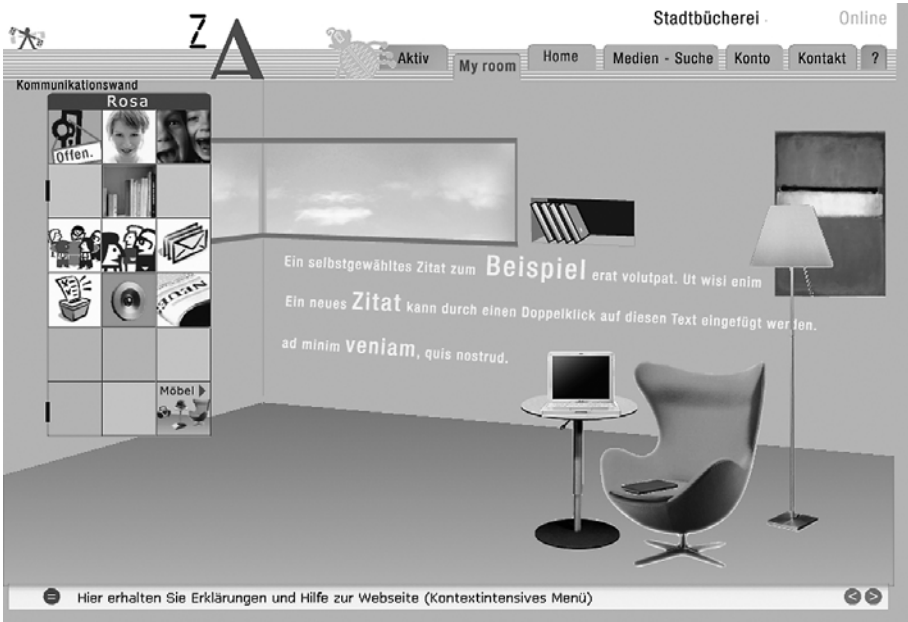 Stadtbücherei
Online
Z
A
Aktiv
My room
Home
Medien - Suche
Konto
Kontakt
?
Kommunikationswand
Rosa
Offen.
NEUE
Möbel
Ein selbstgewähltes Zitat zum Beispiel erat volutpat. Ut wisi enim
Ein neues Zitat kann durch einen Doppelklick auf diesen Text eingefügt werden.
ad minim veniam, quis nostrud.
Hier erhalten Sie Erklärungen und Hilfe zur Webseite (Kontextintensives Menü)